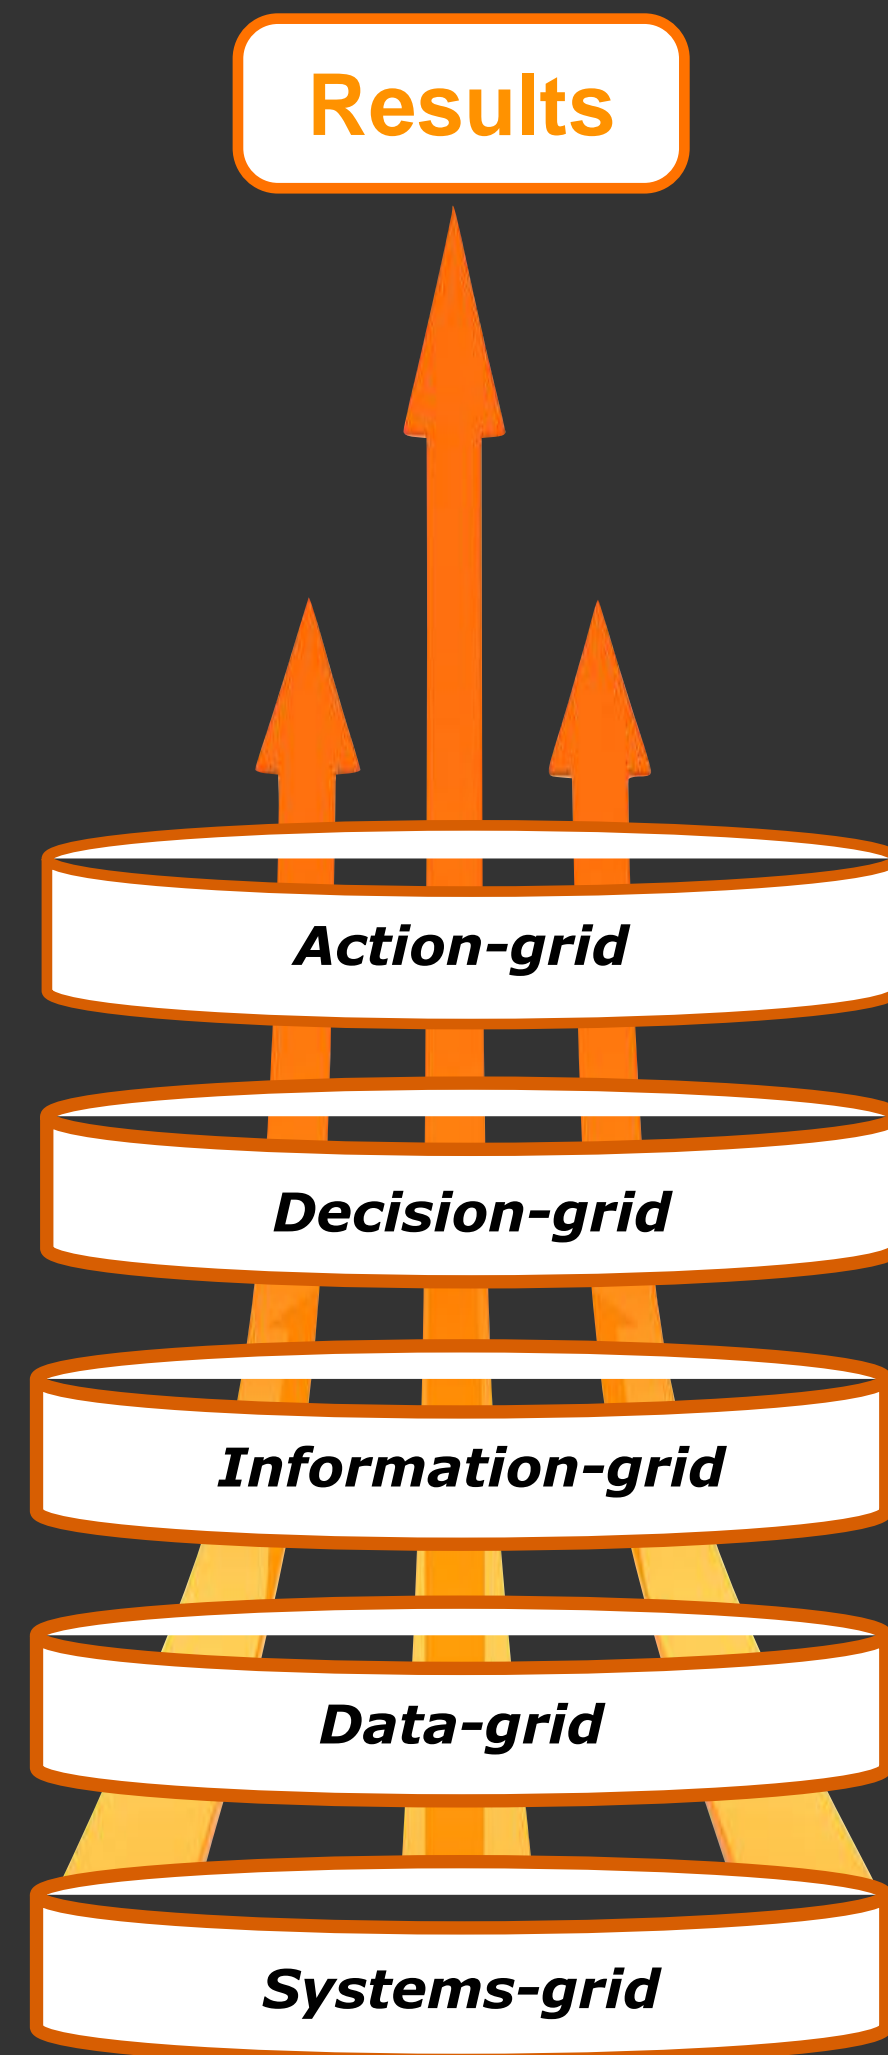 Results
Action-grid
Decision-grid
Information-grid
Data-grid
Systems-grid